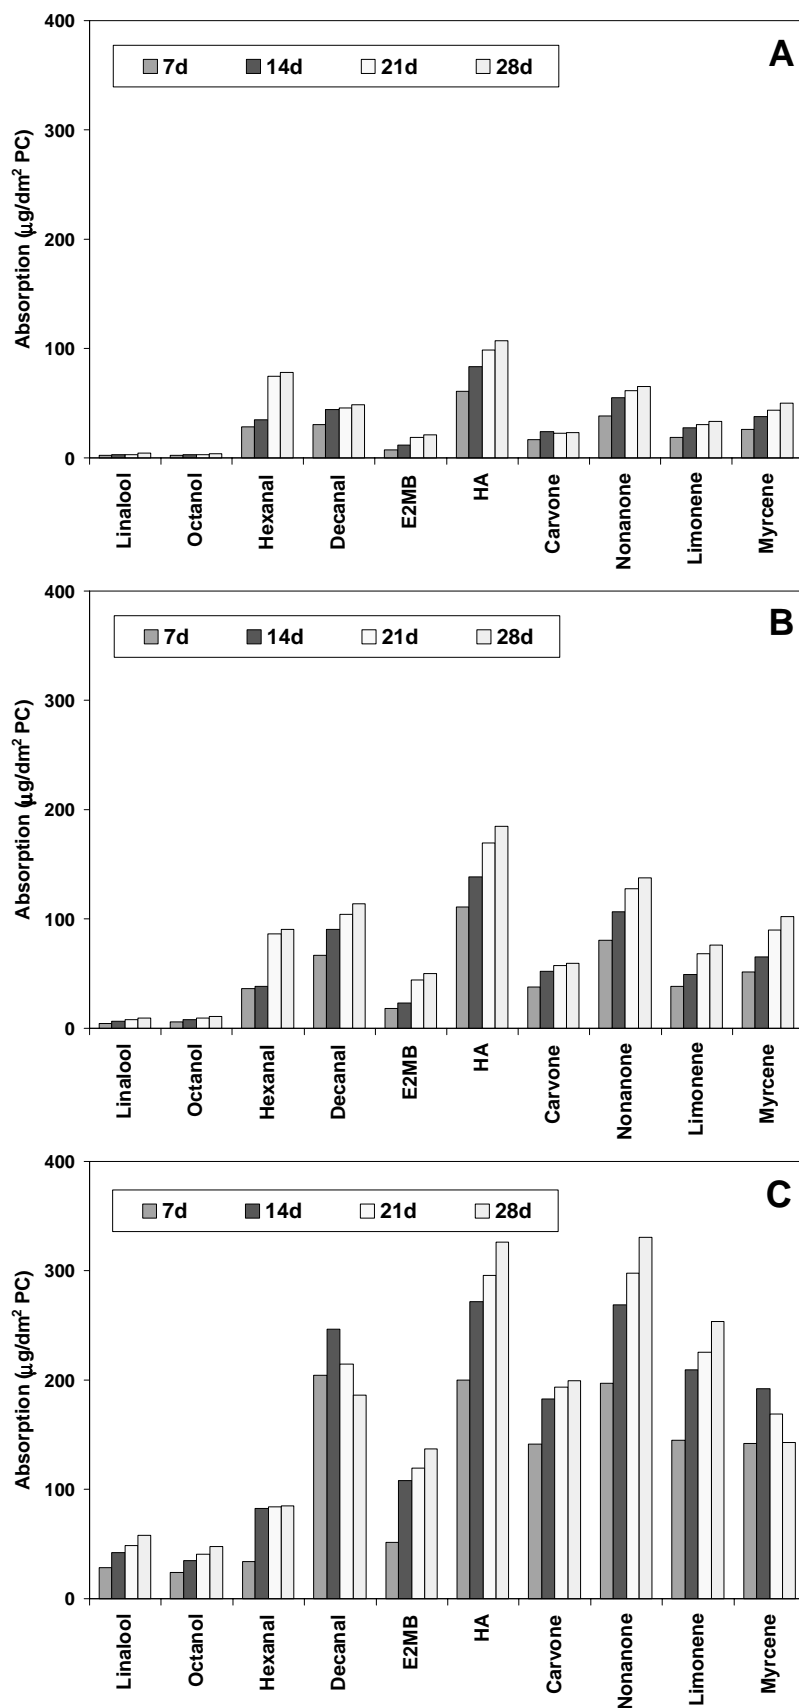 400
A
7d 14d 21d 28d
300
200
100
0
Absorption (µg/dm² PC)
Linalool
Octanol
Hexanal
Decanal
E2MB
HA
Carvone
Nonanone
Limonene
Myrcene
400
B
7d 14d 21d 28d
300
200
100
0
Absorption (µg/dm² PC)
Linalool
Octanol
Hexanal
Decanal
E2MB
HA
Carvone
Nonanone
Limonene
Myrcene
400
C
7d 14d 21d 28d
300
200
100
0
Absorption (µg/dm² PC)
Linalool
Octanol
Hexanal
Decanal
E2MB
HA
Carvone
Nonanone
Limonene
Myrcene